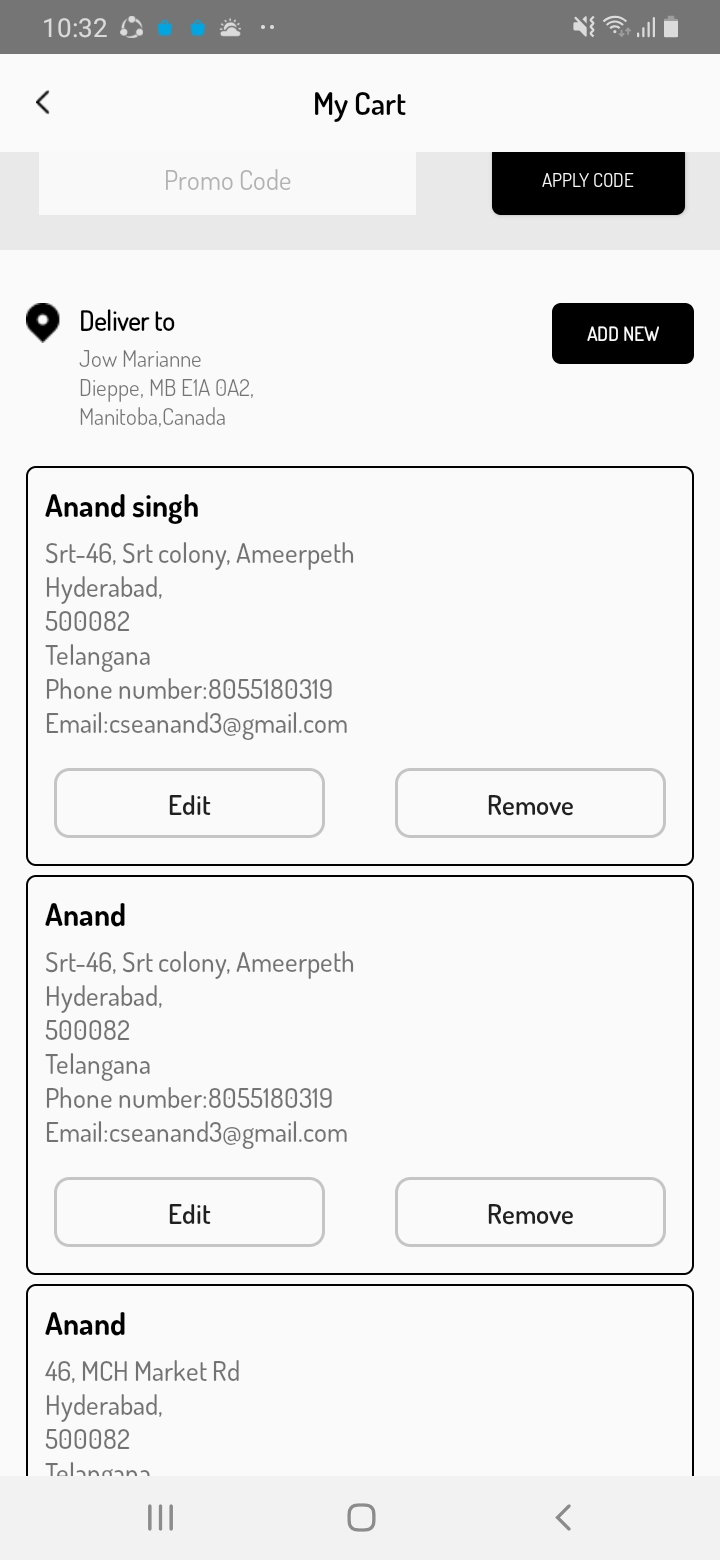 10:32
My Cart
Promo Code
APPLY CODE
Deliver to
ADD NEW
Jow Marianne
Dieppe, MB E1A 0A2,
Manitoba,Canada
Anand singh
Srt-46, Srt colony, Ameerpeth
Hyderabad,
500082
Telangana
Phone number:8055180319
Email:cseanand3@gmail.com
Edit
Remove
Anand
Srt-46, Srt colony, Ameerpeth
Hyderabad,
500082
Telangana
Phone number:8055180319
Email:cseanand3@gmail.com
Edit
Remove
Anand
46, MCH Market Rd
Hyderabad,
500082
Telangana